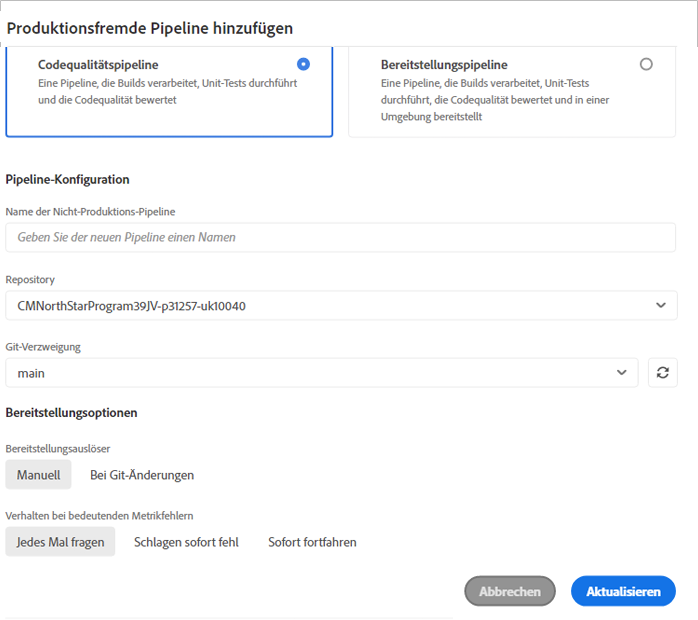 Produktionsfremde Pipeline hinzufügen
Codequalitätspipeline
Eine Pipeline, die Builds verarbeitet, Unit-Tests durchführt
und die Codequalität bewertet
Bereitstellungspipeline
Eine Pipeline, die Builds verarbeitet, Unit-Tests
durchführt, die Codequalität bewertet und in einer
Umgebung bereitstellt
Pipeline-Konfiguration
Name der Nicht-Produktions-Pipeline
Geben Sie der neuen Pipeline einen Namen
Repository
CMNorthStarProgram39JV-p31257-uk10040
Git-Verzweigung
main
Bereitstellungsoptionen
Bereitstellungsauslöser
Manuell Bei Git-Änderungen
Verhalten bei bedeutenden Metrikfehlern
Jedes Mal fragen Schlagen sofort fehl Sofort fortfahren
Abbrechen Aktualisieren